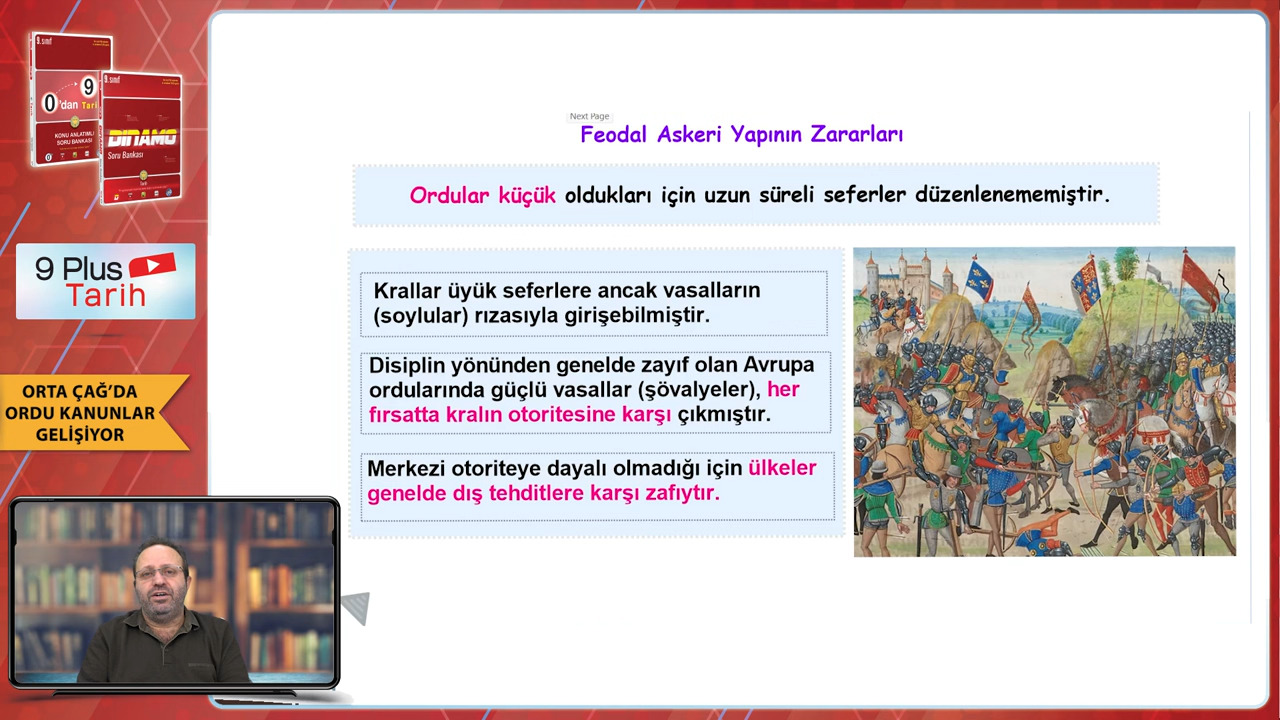 9. sınıf
0'dan 9 Tarih
KONU ANLATIMLI
SORU BANKASI
9. sınıf
DİNAMO
Soru Bankası
Tarih
9 Plus
Tarih
ORTA ÇAĞ'DA
ORDU KANUNLAR
GELİŞİYOR
Next Page
Feodal Askeri Yapının Zararları
Ordular küçük oldukları için uzun süreli seferler düzenlenememiştir.
Krallar üyük seferlere ancak vasalların
(soylular) rızasıyla girişebilmiştir.
Disiplin yönünden genelde zayıf olan Avrupa
ordularında güçlü vasallar (şövalyeler), her
fırsatta kralın otoritesine karşı çıkmıştır.
Merkezi otoriteye dayalı olmadığı için ülkeler
genelde dış tehditlere karşı zafıytır.